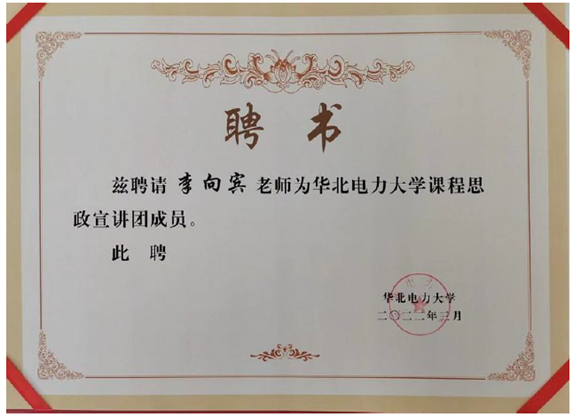 聘 书
兹聘请 李向宾 老师为华北电力大学课程思
政宣讲团成员。
此 聘
华北电力大学
二〇二二年三月